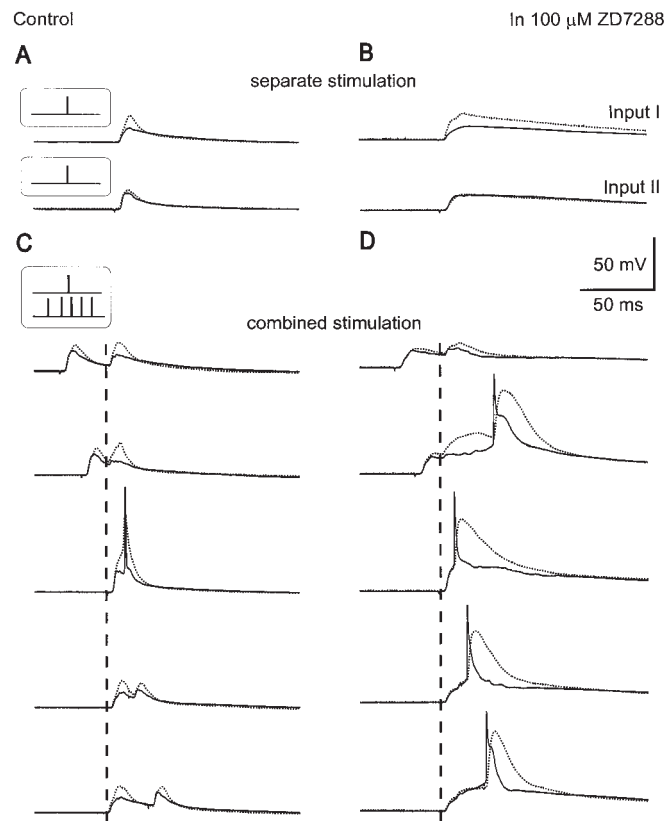 Control
In 100 μM ZD7288
A
B
separate stimulation
Input I
Input II
C
D
50 mV
50 ms
combined stimulation